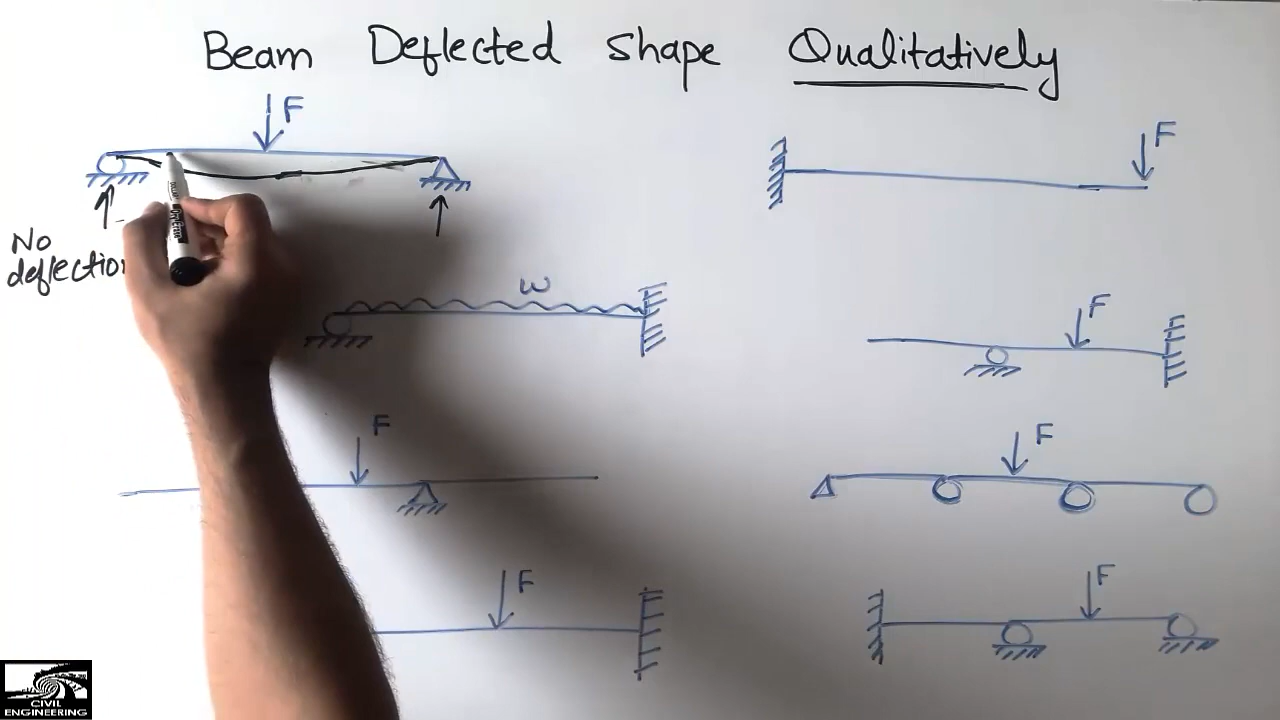 Beam Deflected Shape Qualitatively
F
F
No
deflection
w
F
F
F
F
F
CIVIL
ENGINEERING